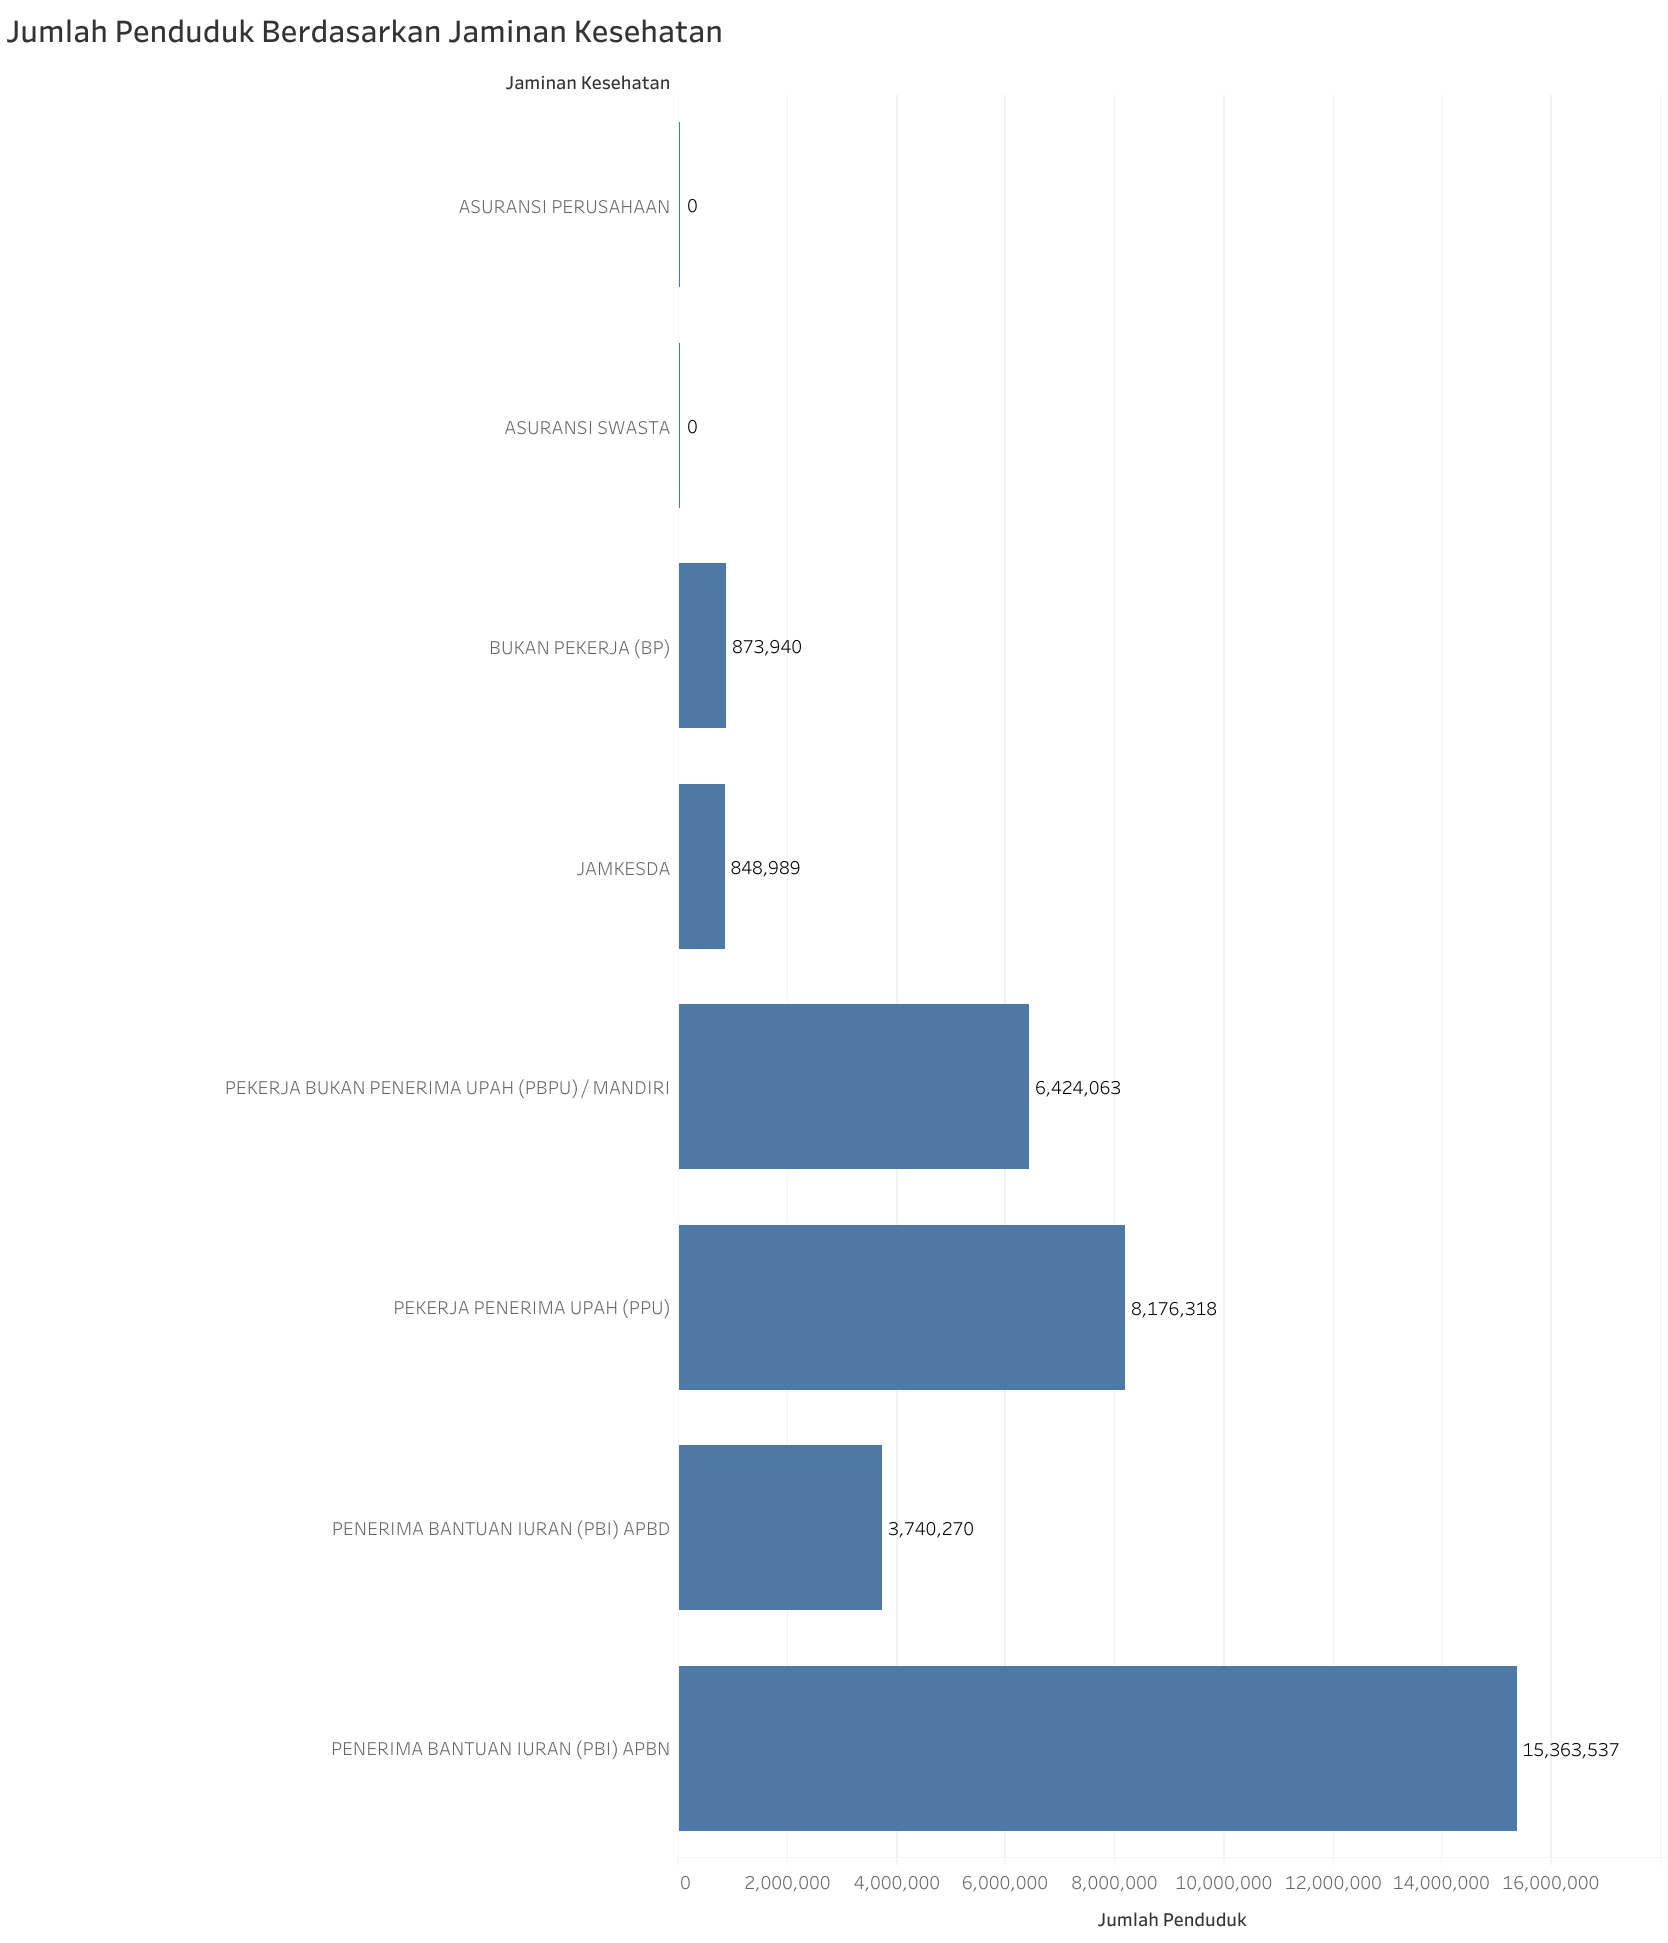 Jumlah Penduduk Berdasarkan Jaminan Kesehatan
Jaminan Kesehatan
ASURANSI PERUSAHAAN 0
ASURANSI SWASTA 0
BUKAN PEKERJA (BP) 873,940
JAMKESDA 848,989
PEKERJA BUKAN PENERIMA UPAH (PBPU) / MANDIRI 6,424,063
PEKERJA PENERIMA UPAH (PPU) 8,176,318
PENERIMA BANTUAN IURAN (PBI) APBD 3,740,270
PENERIMA BANTUAN IURAN (PBI) APBN 15,363,537
0 2,000,000 4,000,000 6,000,000 8,000,000 10,000,000 12,000,000 14,000,000 16,000,000
Jumlah Penduduk